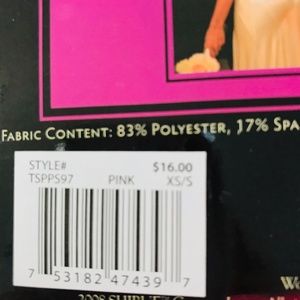 FABRIC CONTENT: 83% POLYESTER, 17% SPA
STYLE# $16.00
TSPPS97 PINK XS/S
7 53182 47439 7